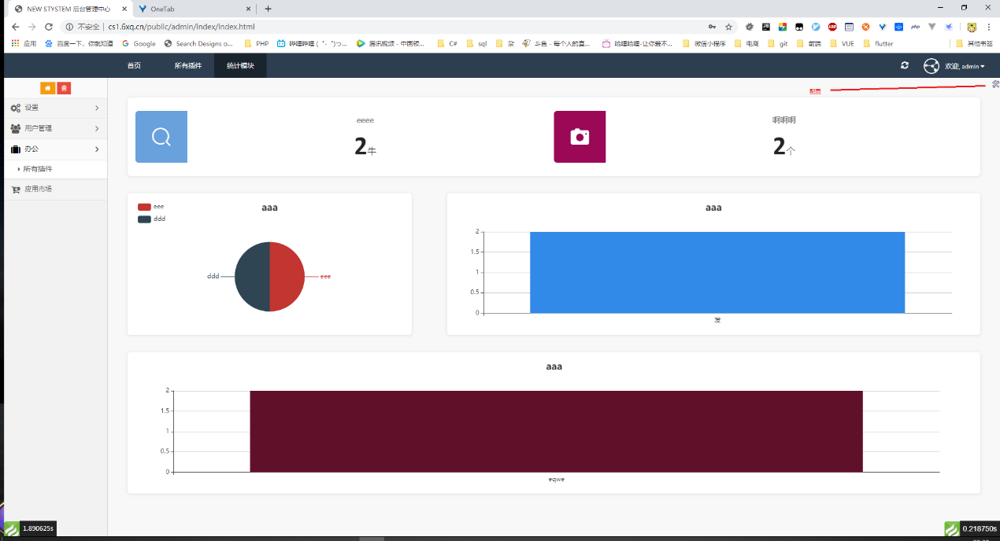 NEW STYSTEM 后台管理中心
OneTab
不安全
cs1.6xq.cn/public/admin/index/index.html
应用
百度一下，你就知道
Google
Search Designs o...
PHP
哔哩哔哩 (゜-゜)つ...
腾讯视频 - 中国领...
C#
sql
杂
斗鱼 - 每个人的直...
哈哩哈哩-让你爱不...
微信小程序
电商
git
前端
VUE
flutter
其他书签
首页
所有插件
统计模块
欢迎, admin
配置
设置
用户管理
办公
所有插件
应用市场
eeee
2牛
啊啊啊
2个
eee
ddd
aaa
ddd
eee
aaa
2
1.5
1
0.5
0
发
aaa
2
1.5
1
0.5
0
eqwe
1.890625s
0.218750s